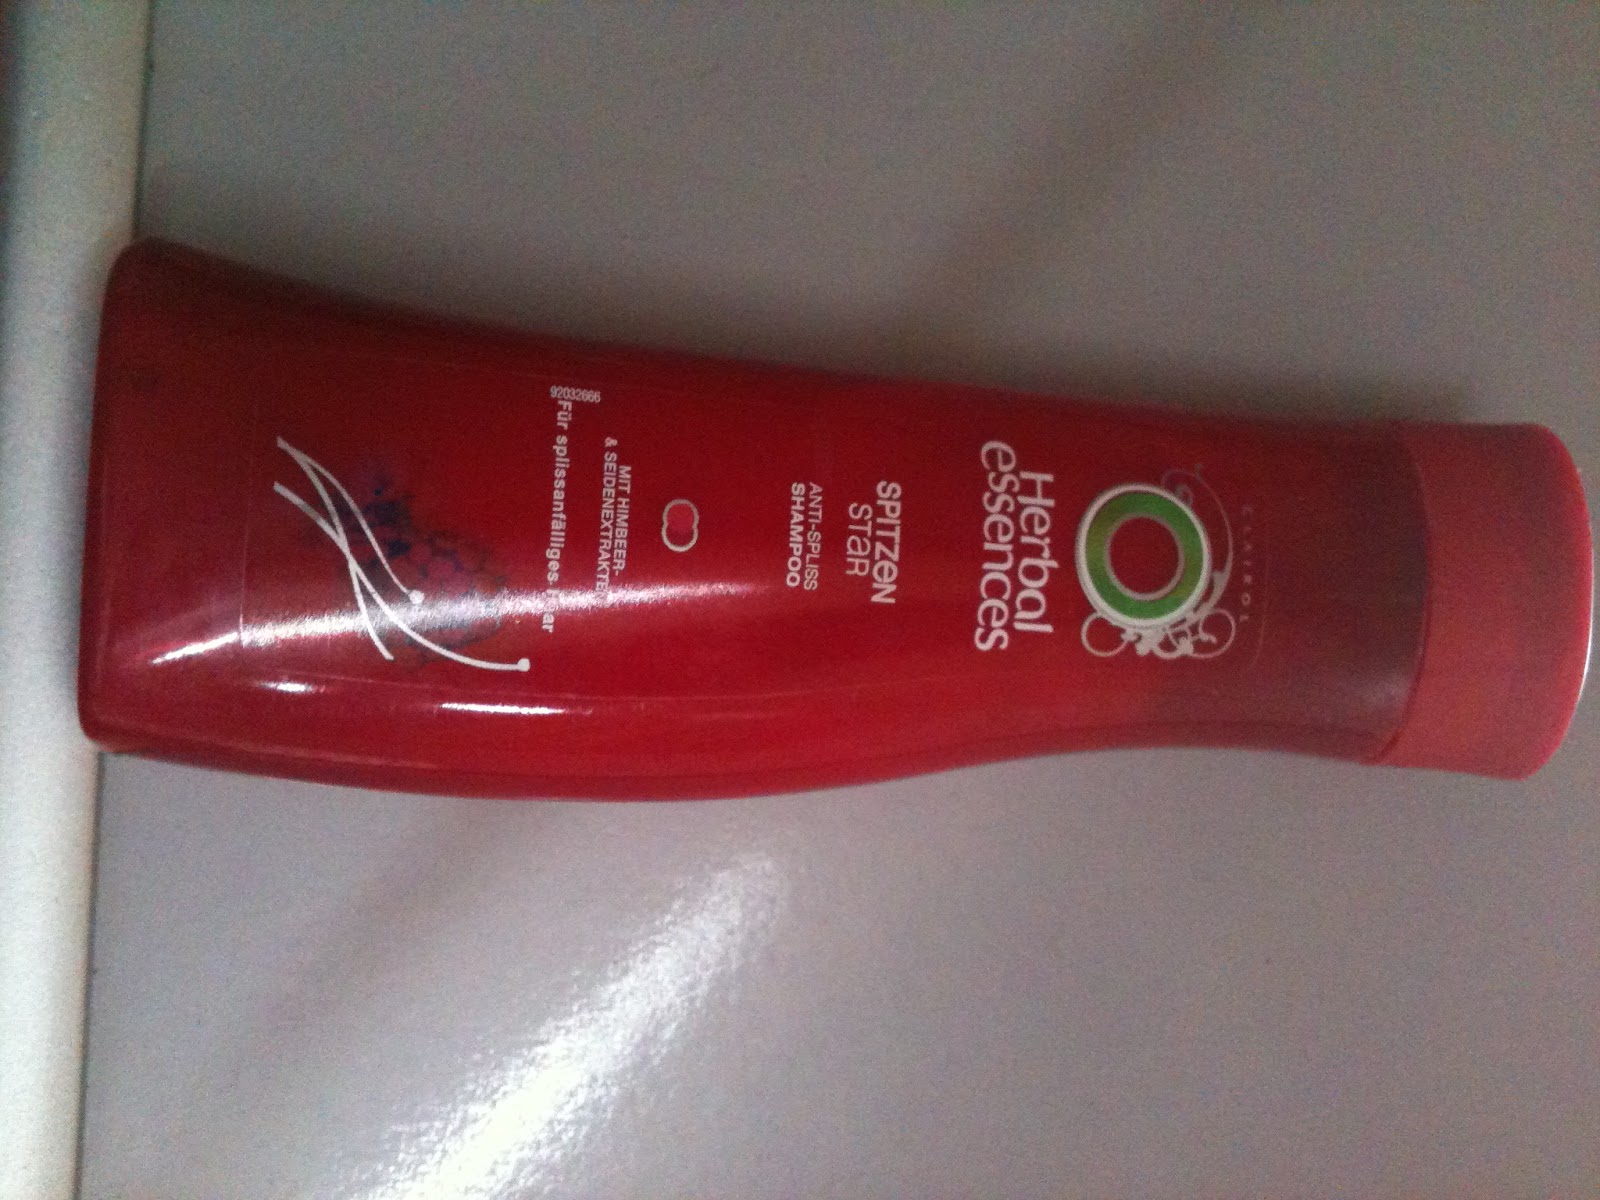 CLAIROL
Herbal
essences
SPITZEN
STAR
ANTI-SPLISS
SHAMPOO
MIT HIMBEER-
& SEIDENEXTRAKTEN
Für splissanfälliges Haar
92032666